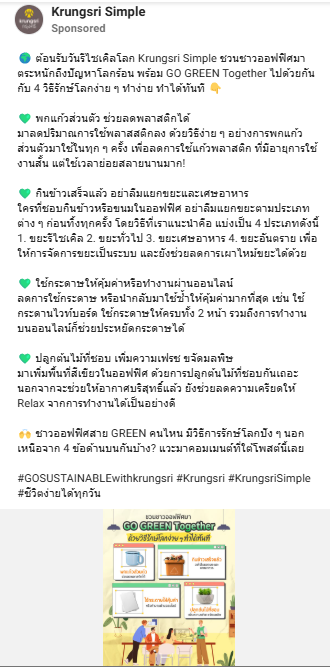 Krungsri Simple
Sponsored
🌍 ต้อนรับวันรีไซเคิลโลก Krungsri Simple ชวนชาวออฟฟิศมา
ตระหนักถึงปัญหาโลกร้อน พร้อม GO GREEN Together ไปด้วยกัน
กับ 4 วิธีรักษ์โลกง่าย ๆ ทำง่าย ทำได้ทันที 👇
💚 พกแก้วส่วนตัว ช่วยลดพลาสติกได้
มาลดปริมาณการใช้พลาสสติกลง ด้วยวิธีง่าย ๆ อย่างการพกแก้ว
ส่วนตัวมาใช้ในทุก ๆ ครั้ง เพื่อลดการใช้แก้วพลาสติก ที่มีอายุการใช้
งานสั้น แต่ใช้เวลาย่อยสลายนานมาก!
💚 กินข้าวเสร็จแล้ว อย่าลืมแยกขยะและเศษอาหาร
ใครที่ชอบกินข้าวหรือขนมในออฟฟิศ อย่าลืมแยกขยะตามประเภท
ต่าง ๆ ก่อนทิ้งทุกครั้ง โดยวิธีที่เราแนะนำคือ แบ่งเป็น 4 ประเภทดังนี้
1. ขยะรีไซเคิล 2. ขยะทั่วไป 3. ขยะเศษอาหาร 4. ขยะอันตราย เพื่อ
ให้การจัดการขยะเป็นระบบ และยังช่วยลดการเผาไหม้ขยะได้ด้วย
💚 ใช้กระดาษให้คุ้มค่าหรือทำงานผ่านออนไลน์
ลดการใช้กระดาษ หรือนำกลับมาใช้ซ้ำให้คุ้มค่ามากที่สุด เช่น ใช้
กระดานไวท์บอร์ด ใช้กระดาษให้ครบทั้ง 2 หน้า รวมถึงการทำงาน
บนออนไลน์ก็ช่วยประหยัดกระดาษได้
💚 ปลูกต้นไม้ที่ชอบ เพิ่มความเฟรช ขจัดมลพิษ
มาเพิ่มพื้นที่สีเขียวในออฟฟิศ ด้วยการปลูกต้นไม้ที่ชอบกันเถอะ
นอกจากจะช่วยให้อากาศบริสุทธิ์แล้ว ยังช่วยลดความเครียดให้
Relax จากการทำงานได้เป็นอย่างดี
🙌 ชาวออฟฟิศสาย GREEN คนไหน มีวิธีการรักษ์โลกปัง ๆ นอก
เหนือจาก 4 ข้อด้านบนกันบ้าง? แวะมาคอมเมนต์ที่ใต้โพสต์นี้เลย
#GOSUSTAINABLEwithkrungsri #Krungsri #KrungsriSimple
#ชีวิตง่ายได้ทุกวัน
ชวนชาวออฟฟิศมา
GO GREEN Together
ด้วยวิธีรักษ์โลกง่าย ๆ ทำได้ทันที